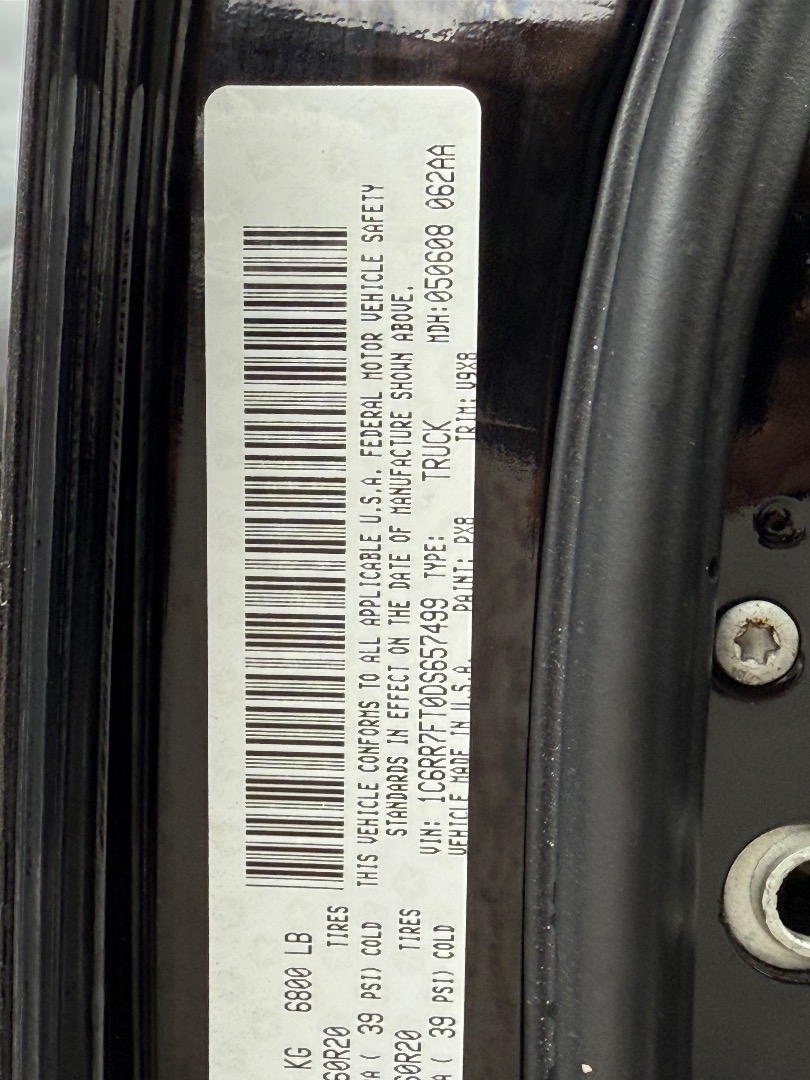 KG 6800 LB
60R20 TIRES
A ( 39 PSI) COLD
60R20 TIRES
A ( 39 PSI) COLD
THIS VEHICLE CONFORMS TO ALL APPLICABLE U.S.A. FEDERAL MOTOR VEHICLE SAFETY
STANDARDS IN EFFECT ON THE DATE OF MANUFACTURE SHOWN ABOVE.
VIN: 1C6RR7FT0DS657499 TYPE: TRUCK MDH:050608 062AA
VEHICLE MADE IN U.S.A. PAINT: PX8 TRIM: V9X8